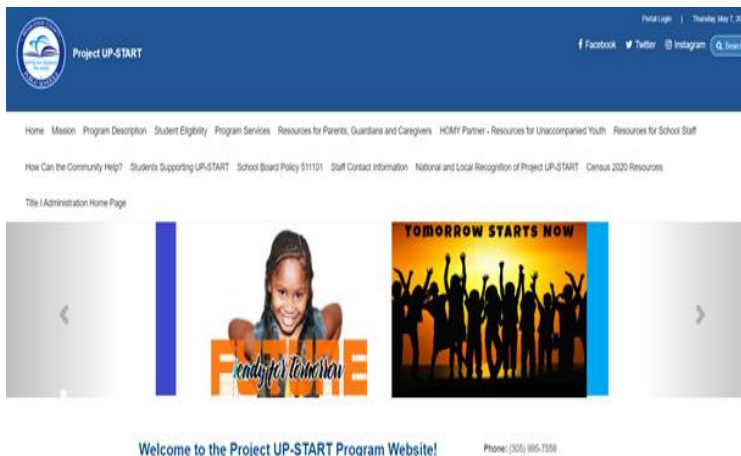 Portal Login | Thursday, May 7, 20
Project UP-START
Facebook Twitter Instagram Search
Home Mission Program Description Student Eligibility Program Services Resources for Parents, Guardians and Caregivers HOMY Partner - Resources for Unaccompanied Youth Resources for School Staff
How Can the Community Help? Students Supporting UP-START School Board Policy 5111.01 Staff Contact Information National and Local Recognition of Project UP-START Census 2020 Resources
Title I Administration Home Page
TOMORROW STARTS NOW
FUTURE
ready for tomorrow
Welcome to the Project UP-START Program Website!
Phone: (305) 995-7558